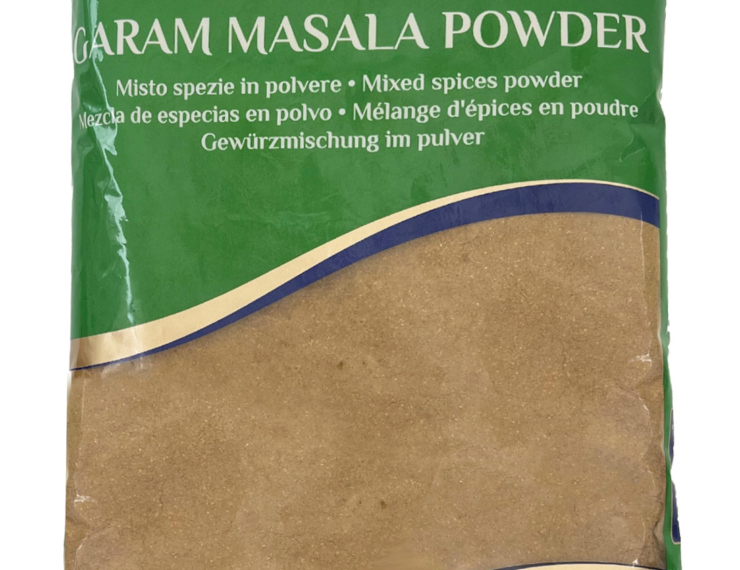 GARAM MASALA POWDER
Misto spezie in polvere • Mixed spices powder
Mezcla de especias en polvo • Mélange d'épices en poudre
Gewürzmischung im pulver